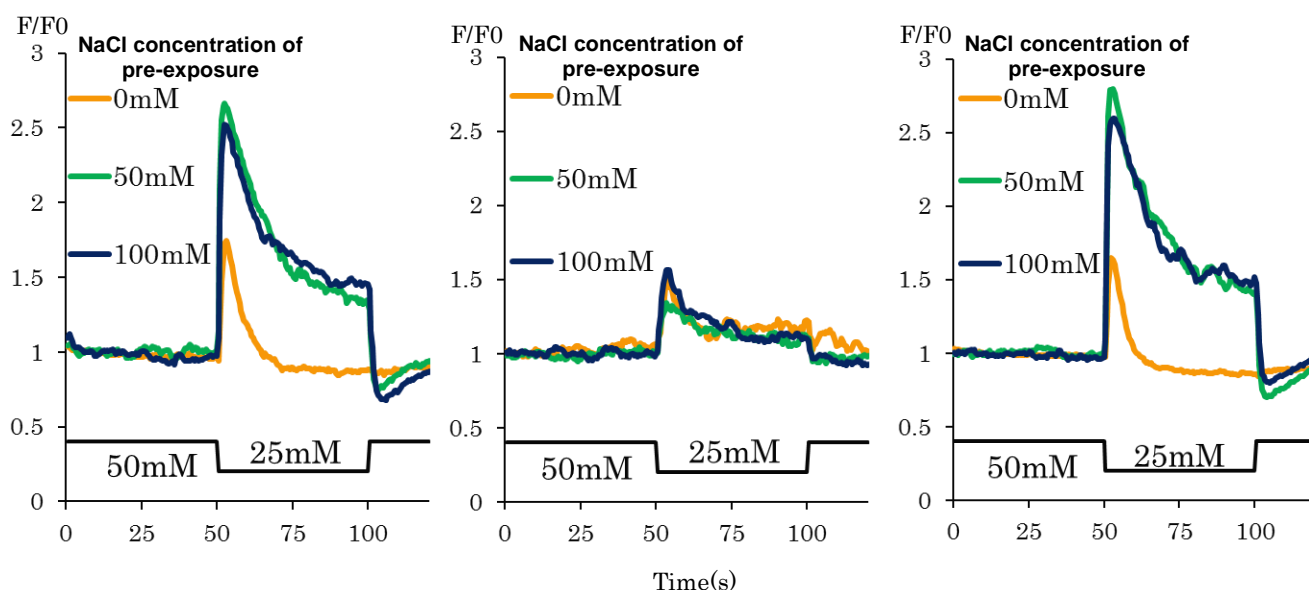 F/F0
NaCl concentration of
pre-exposure
3
0mM
2.5
50mM
2
100mM
1.5
1
0.5
50mM
25mM
0
0 25 50 75 100
F/F0
NaCl concentration of
pre-exposure
3
0mM
2.5
50mM
2
100mM
1.5
1
0.5
50mM
25mM
0
0 25 50 75 100
Time(s)
F/F0
NaCl concentration of
pre-exposure
3
0mM
2.5
50mM
2
100mM
1.5
1
0.5
50mM
25mM
0
0 25 50 75 100